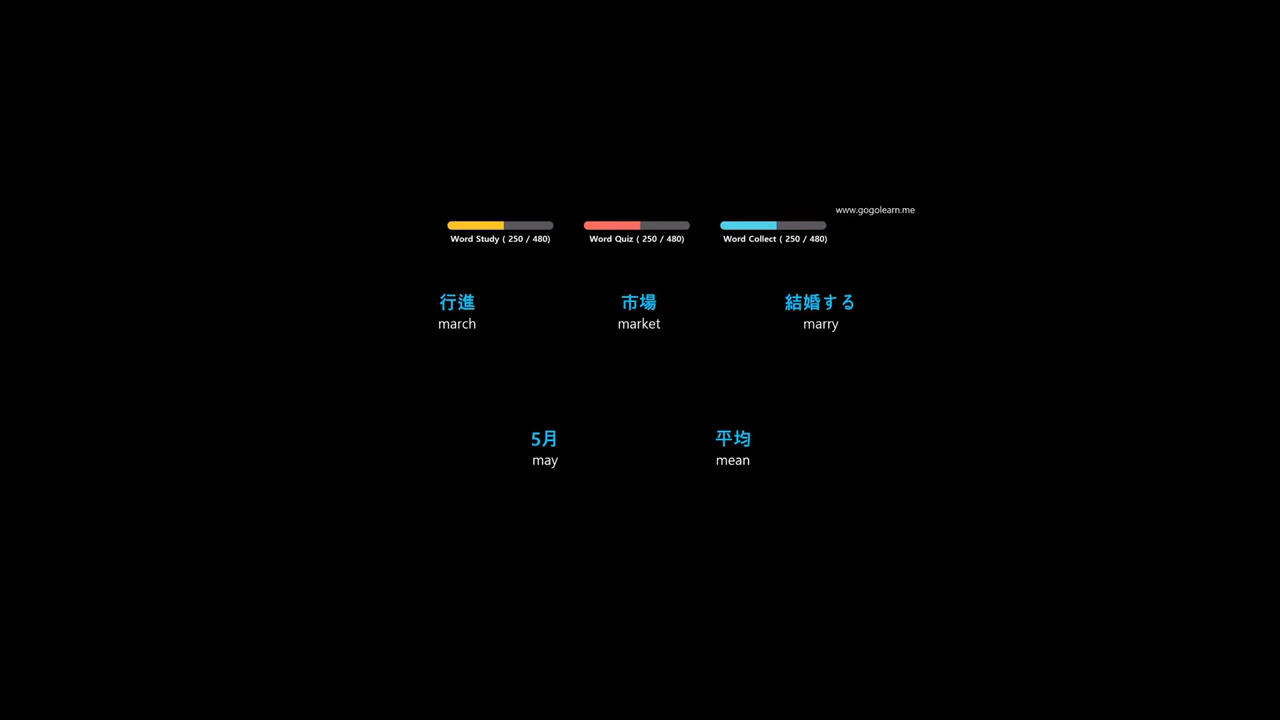 www.gogolearn.me
Word Study ( 250 / 480)
Word Quiz ( 250 / 480)
Word Collect ( 250 / 480)
行進
march
市場
market
結婚する
marry
5月
may
平均
mean